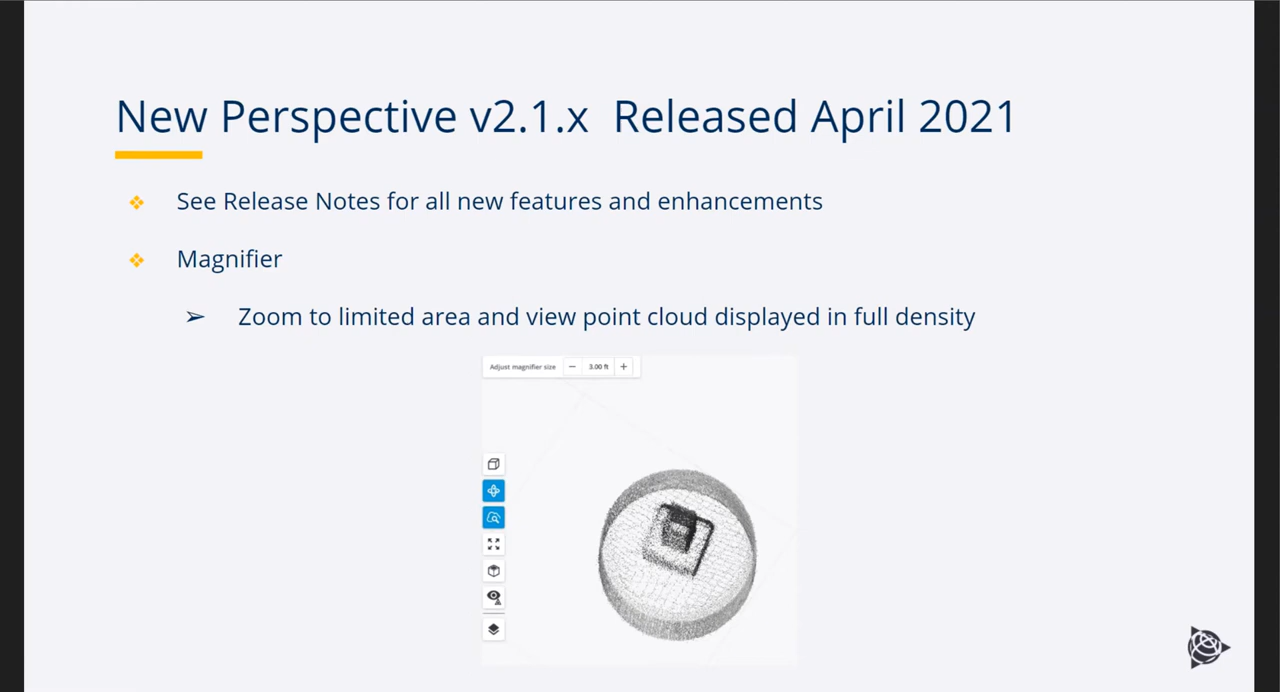 New Perspective v2.1.x  Released April 2021
See Release Notes for all new features and enhancements
Magnifier
Zoom to limited area and view point cloud displayed in full density
Adjust magnifier size − 3.00 ft +